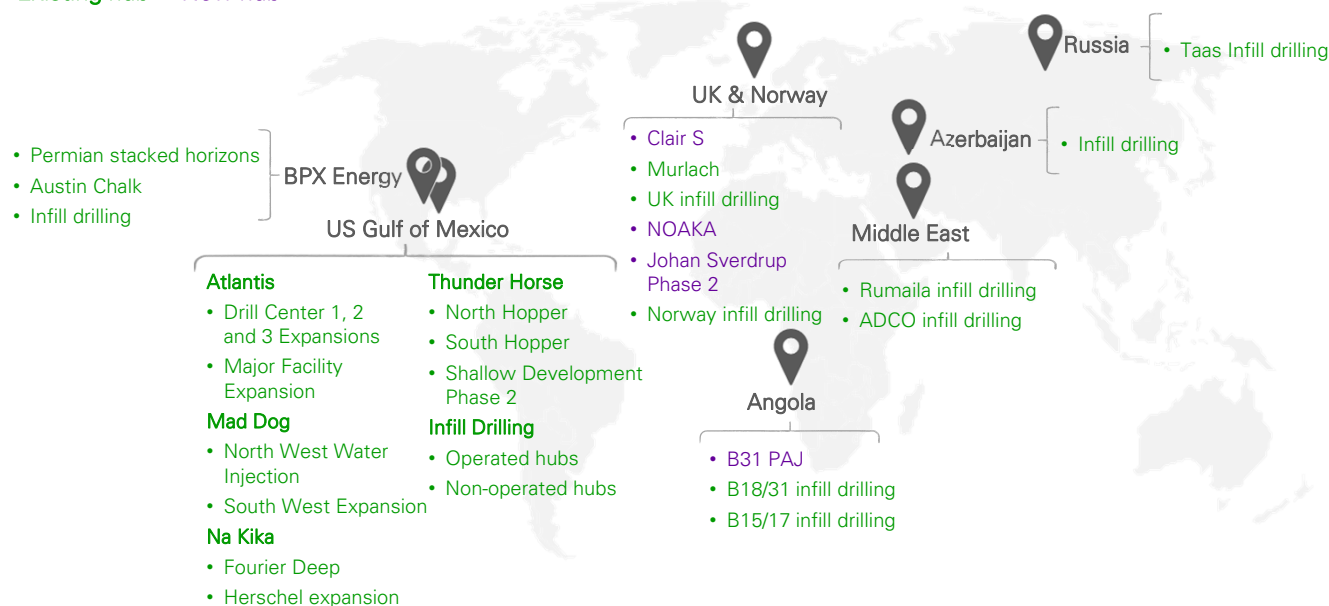 Existing hub New hub
Russia
• Taas Infill drilling
UK & Norway
• Clair S
• Murlach
• UK infill drilling
• NOAKA
• Johan Sverdrup
Phase 2
• Norway infill drilling
Azerbaijan
• Infill drilling
Middle East
• Rumaila infill drilling
• ADCO infill drilling
• Permian stacked horizons
• Austin Chalk
• Infill drilling
BPX Energy
US Gulf of Mexico
Atlantis
• Drill Center 1, 2
and 3 Expansions
• Major Facility
Expansion
Mad Dog
• North West Water
Injection
• South West Expansion
Na Kika
• Fourier Deep
• Herschel expansion
Thunder Horse
• North Hopper
• South Hopper
• Shallow Development
Phase 2
Infill Drilling
• Operated hubs
• Non-operated hubs
Angola
• B31 PAJ
• B18/31 infill drilling
• B15/17 infill drilling